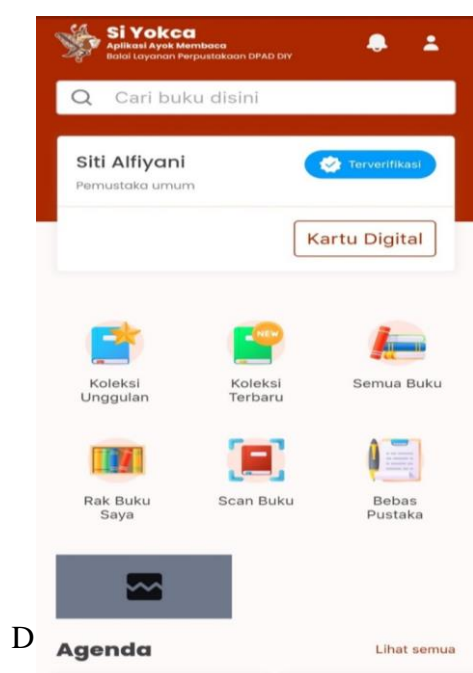 Si Yokca
Aplikasi Ayok Membaca
Balai Layanan Perpustakaan DPAD DIY
Cari buku disini
Siti Alfiyani
Terverifikasi
Pemustaka umum
Kartu Digital
Koleksi
Unggulan
NEW
Koleksi
Terbaru
Semua Buku
Rak Buku
Saya
Scan Buku
Bebas
Pustaka
D
Agenda
Lihat semua